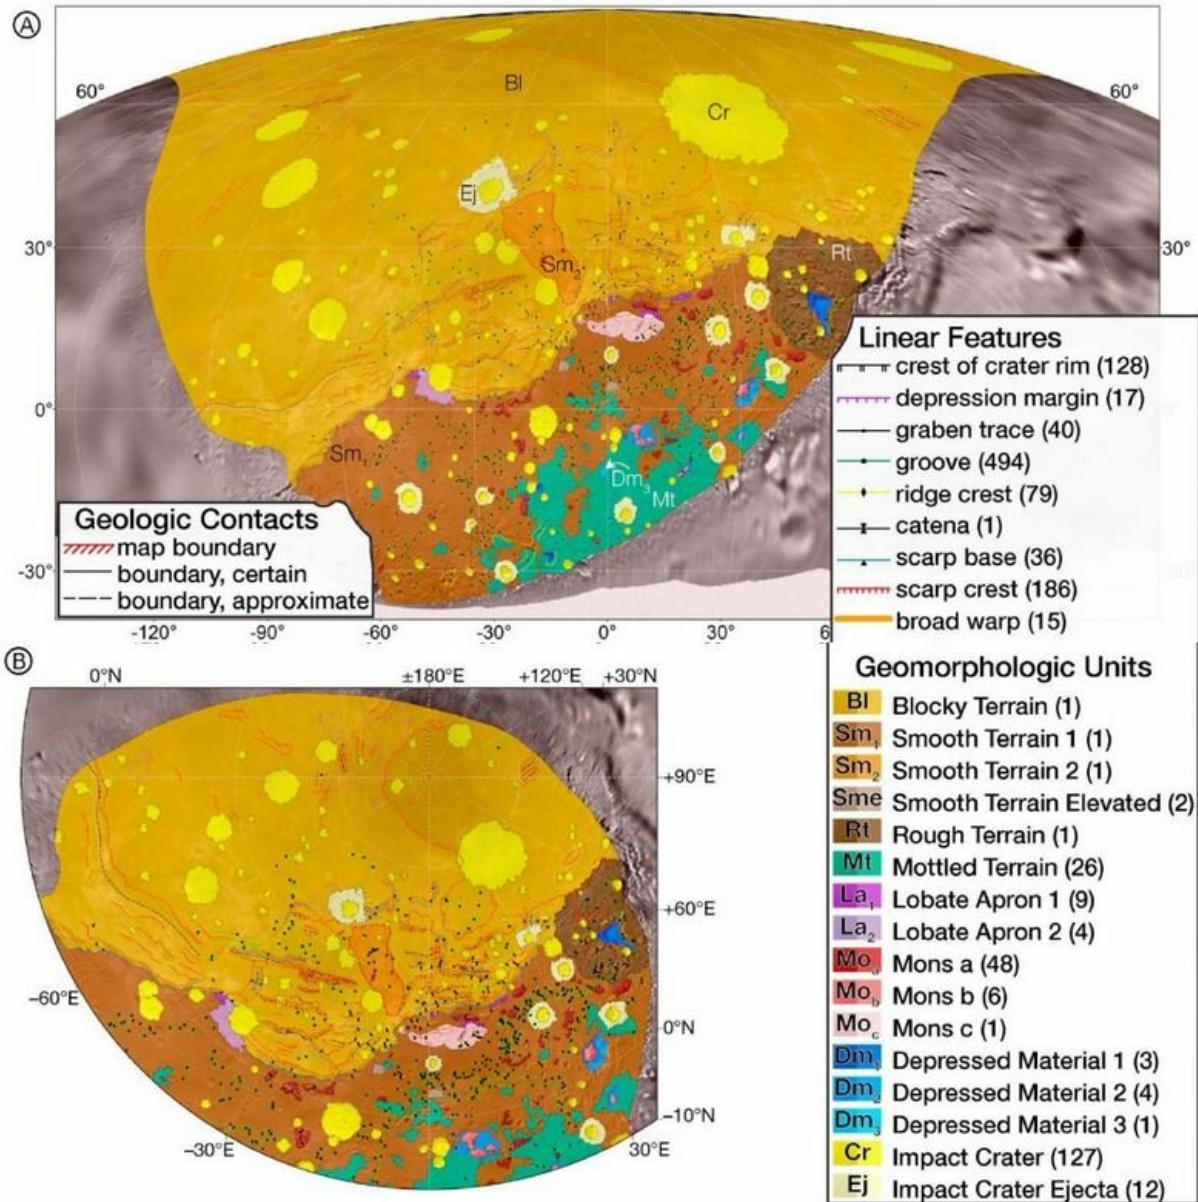 A
60°
60°
Bl
Cr
Ej
30°
30°
Rt
Sm2
0°
Sm1
Dm3
Mt
-30°
-120° -90° -60° -30° 0° 30° 6
Geologic Contacts
map boundary
boundary, certain
boundary, approximate
Linear Features
crest of crater rim (128)
depression margin (17)
graben trace (40)
groove (494)
ridge crest (79)
catena (1)
scarp base (36)
scarp crest (186)
broad warp (15)
B
0°N ±180°E +120°E +30°N
+90°E
+60°E
-60°E
0°N
-10°N
-30°E
30°E
Geomorphologic Units
Bl Blocky Terrain (1)
Sm1 Smooth Terrain 1 (1)
Sm2 Smooth Terrain 2 (1)
Sme Smooth Terrain Elevated (2)
Rt Rough Terrain (1)
Mt Mottled Terrain (26)
La1 Lobate Apron 1 (9)
La2 Lobate Apron 2 (4)
Moa Mons a (48)
Mob Mons b (6)
Moc Mons c (1)
Dm1 Depressed Material 1 (3)
Dm2 Depressed Material 2 (4)
Dm3 Depressed Material 3 (1)
Cr Impact Crater (127)
Ej Impact Crater Ejecta (12)